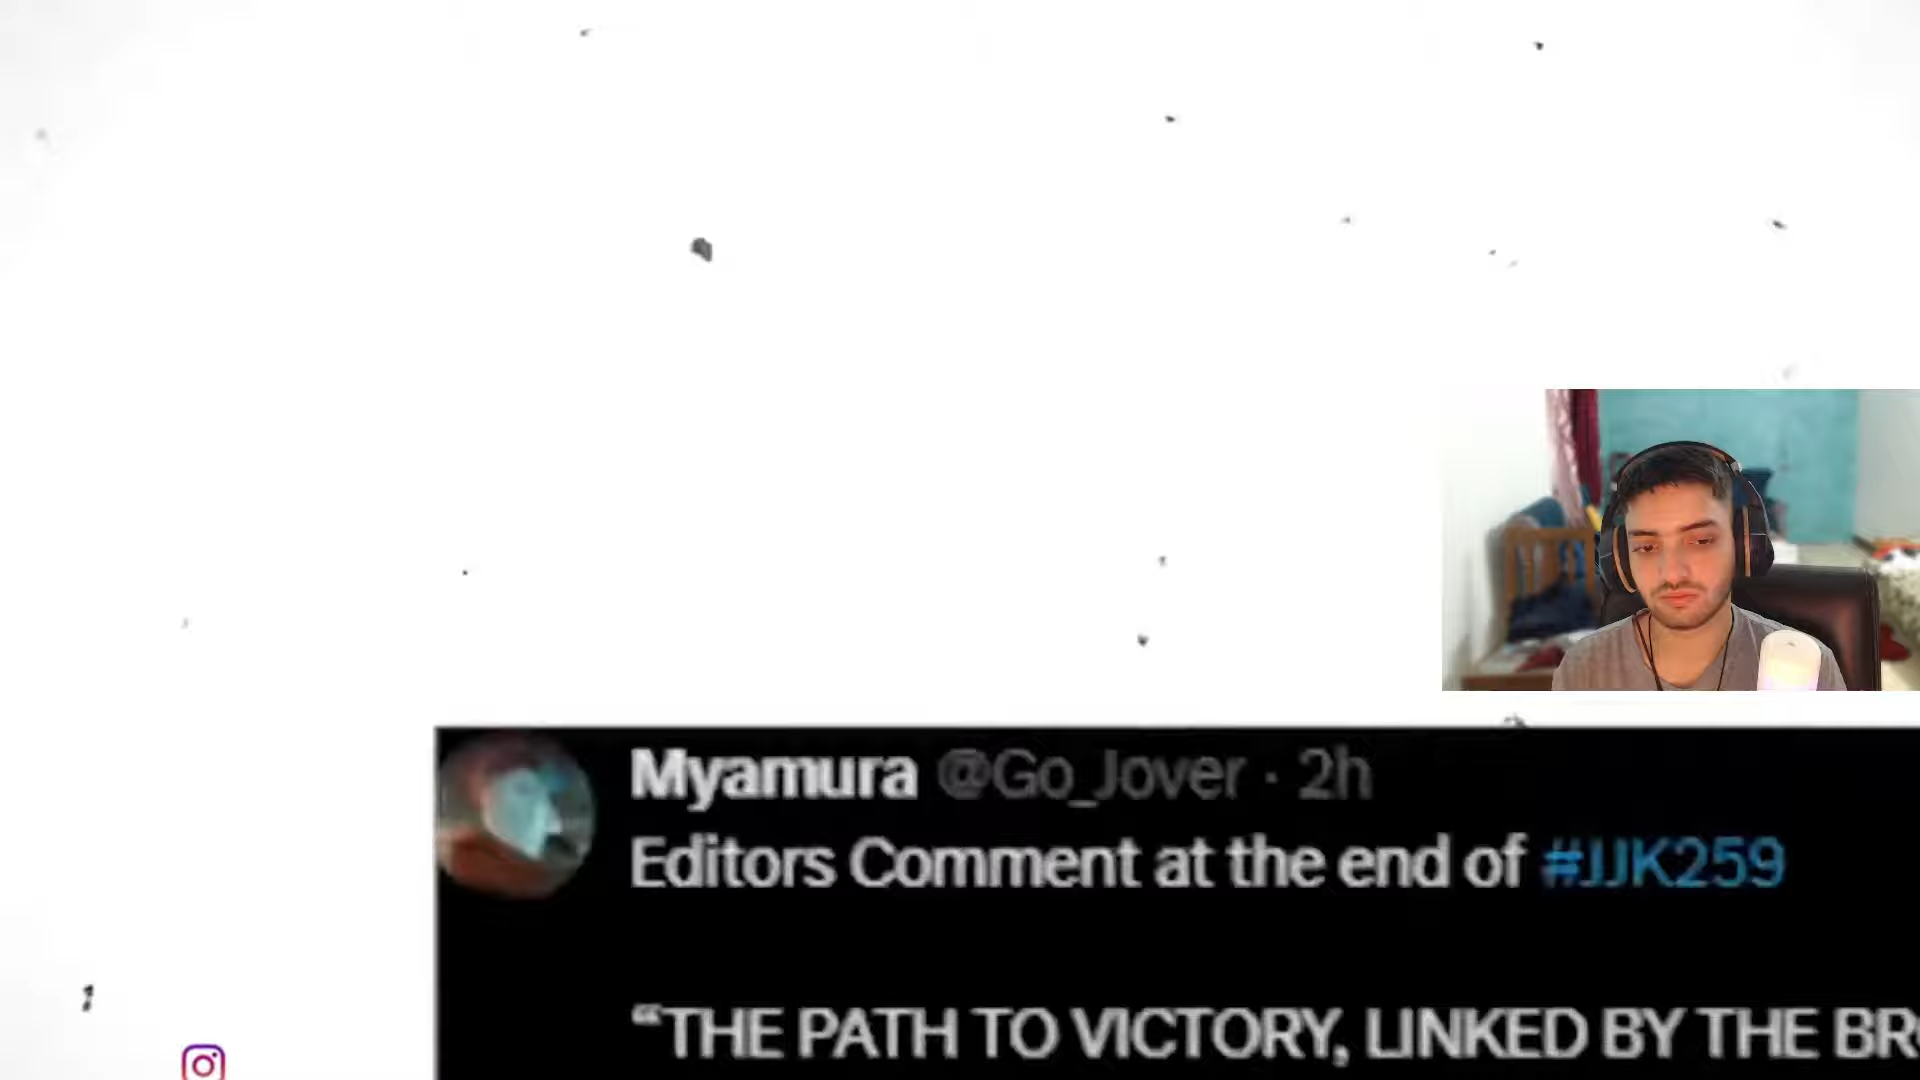 Myamura @Go_Jover · 2h
Editors Comment at the end of #JJK259
“THE PATH TO VICTORY, LINKED BY THE